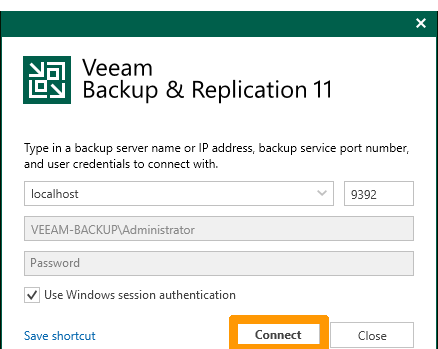 Veeam
Backup & Replication 11
Type in a backup server name or IP address, backup service port number,
and user credentials to connect with.
localhost 9392
VEEAM-BACKUP\Administrator
Password
Use Windows session authentication
Save shortcut Connect Close